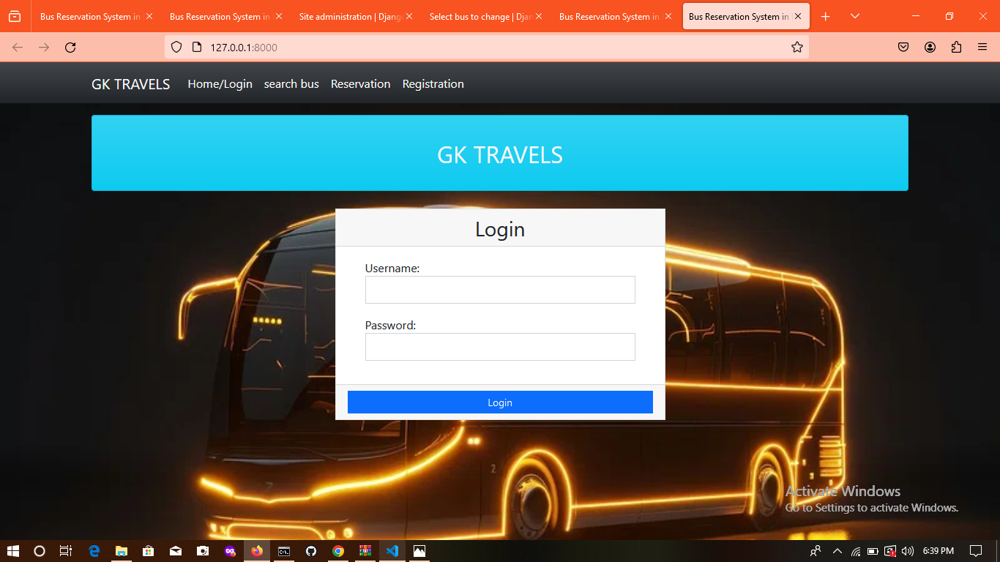 Bus Reservation System in
Bus Reservation System in
Site administration | Djang
Select bus to change | Djan
Bus Reservation System in
Bus Reservation System in
127.0.0.1:8000
GK TRAVELS
Home/Login
search bus
Reservation
Registration
GK TRAVELS
Login
Username:
Password:
Login
Activate Windows
Go to Settings to activate Windows.
6:39 PM